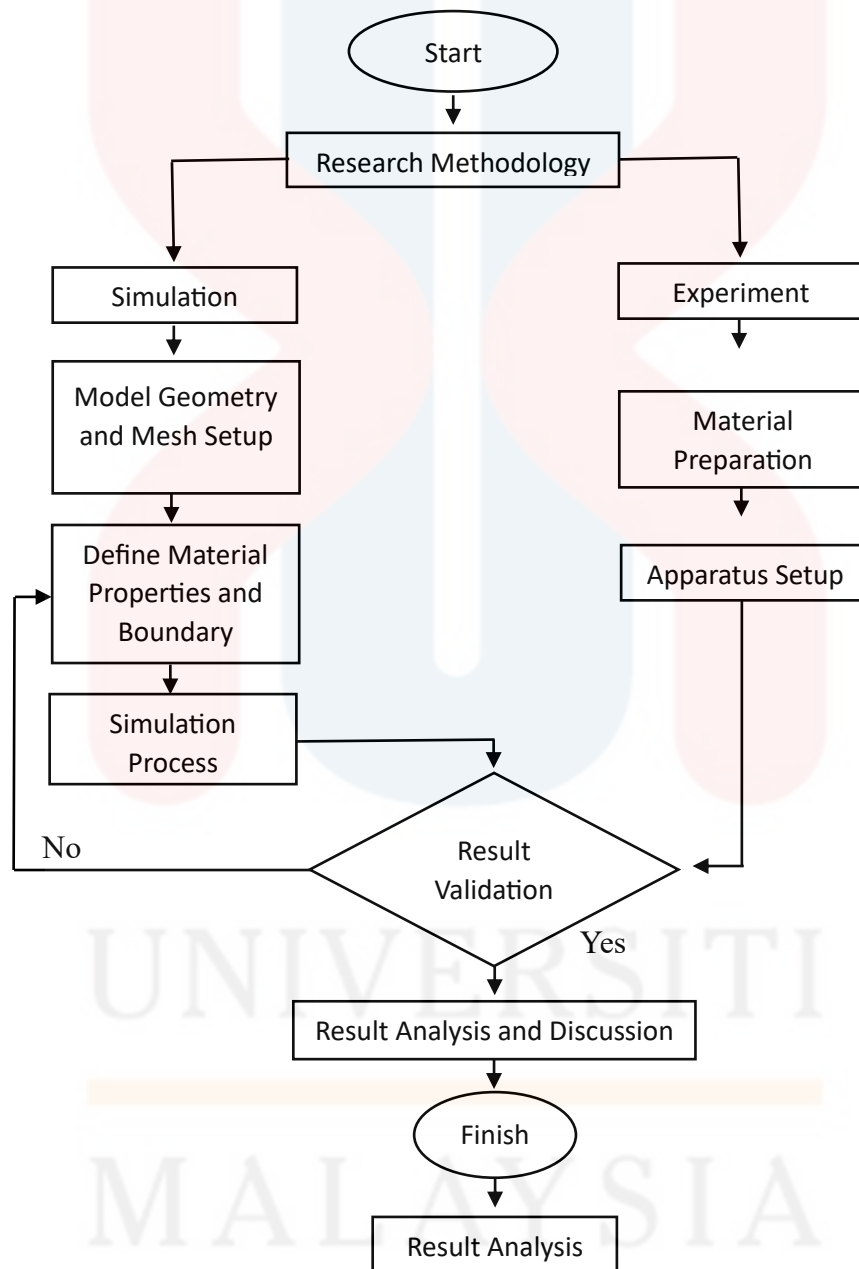 Start
Research Methodology
Simulation
Experiment
Model Geometry
and Mesh Setup
Material
Preparation
Define Material
Properties and
Boundary
Apparatus Setup
Simulation
Process
No
Result
Validation
Yes
UNIVERSITI
Result Analysis and Discussion
Finish
MALAYSIA
Result Analysis